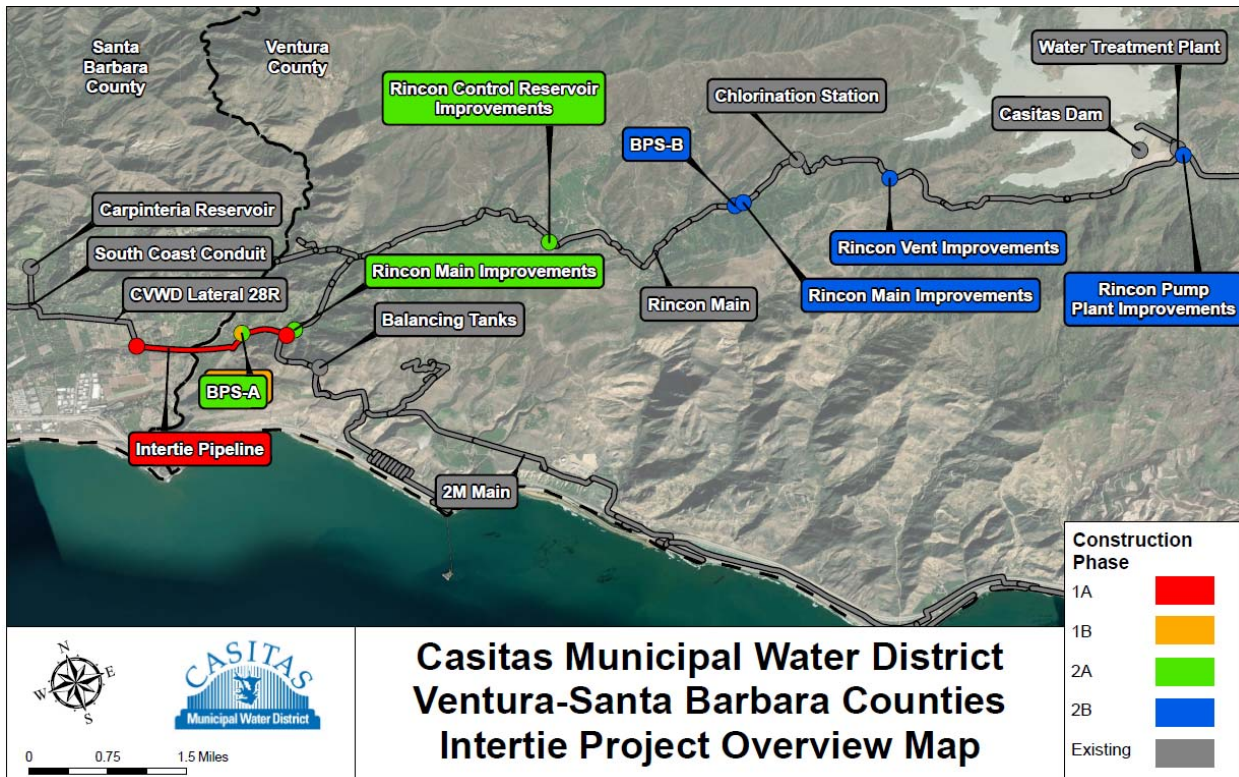 Santa
Barbara
County
Ventura
County
Water Treatment Plant
Rincon Control Reservoir
Improvements
Chlorination Station
Casitas Dam
BPS-B
Carpinteria Reservoir
South Coast Conduit
CVWD Lateral 28R
Rincon Main Improvements
Balancing Tanks
Rincon Main
Rincon Vent Improvements
Rincon Main Improvements
Rincon Pump
Plant Improvements
BPS-A
Intertie Pipeline
2M Main
Construction
Phase
1A
1B
2A
2B
Existing
N
E
W
S
CASITAS
Municipal Water District
0 0.75 1.5 Miles
Casitas Municipal Water District
Ventura-Santa Barbara Counties
Intertie Project Overview Map